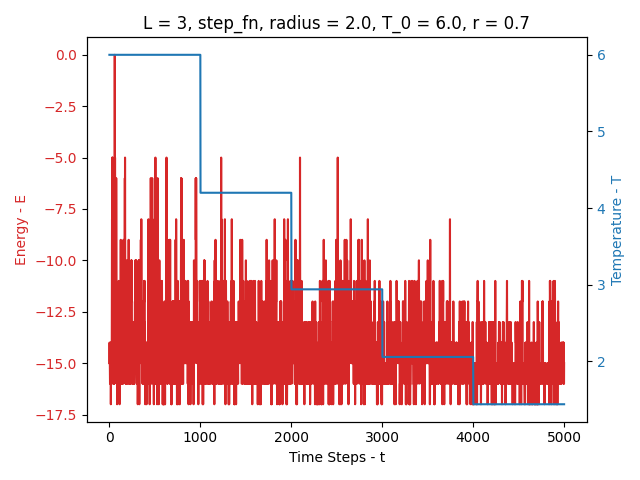 L = 3, step_fn, radius = 2.0, T_0 = 6.0, r = 0.7
Energy - E
0.0
−2.5
−5.0
−7.5
−10.0
−12.5
−15.0
−17.5
0 1000 2000 3000 4000 5000
Time Steps - t
6
5
4
3
2
Temperature - T